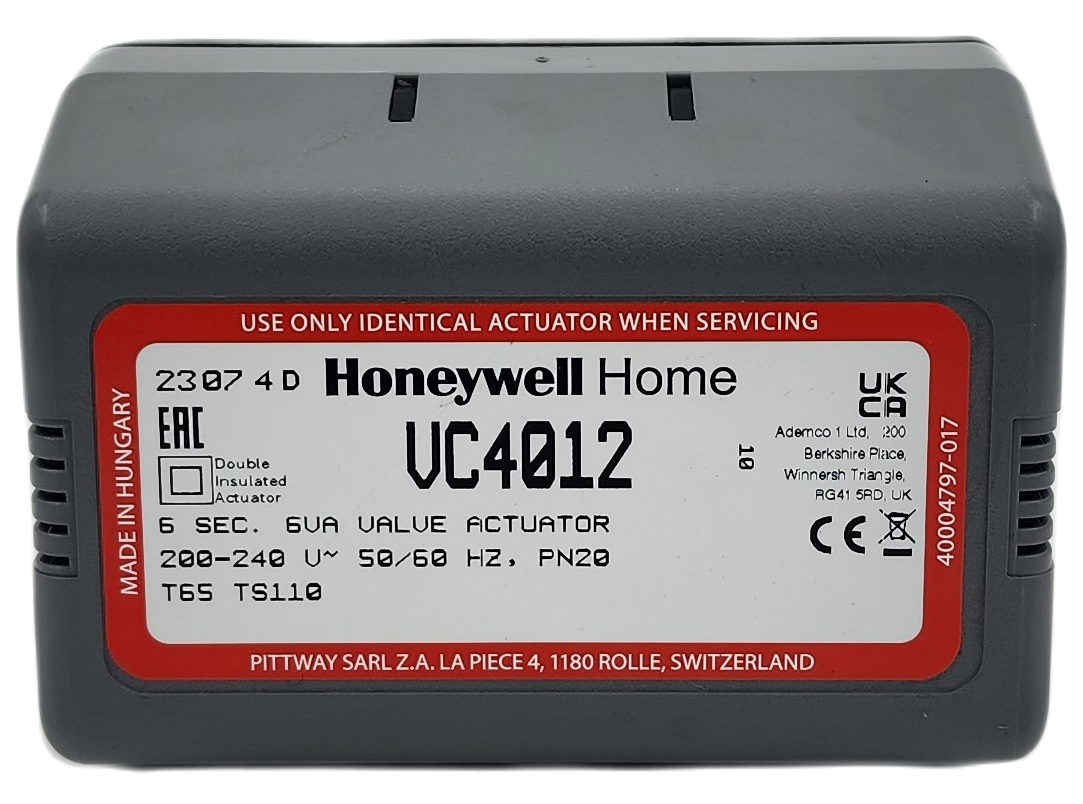 USE ONLY IDENTICAL ACTUATOR WHEN SERVICING
MADE IN HUNGARY
23074D Honeywell Home
EAC
VC4012
Double
Insulated
Actuator
6 SEC. 6VA VALVE ACTUATOR
200-240 V~ 50/60 HZ, PN20
T65 TS110
10
UK
CA
Ademco 1 Ltd, 200
Berkshire Place,
Winnersh Triangle,
RG41 5RD, UK
CE
40004797-017
PITTWAY SARL Z.A. LA PIECE 4, 1180 ROLLE, SWITZERLAND